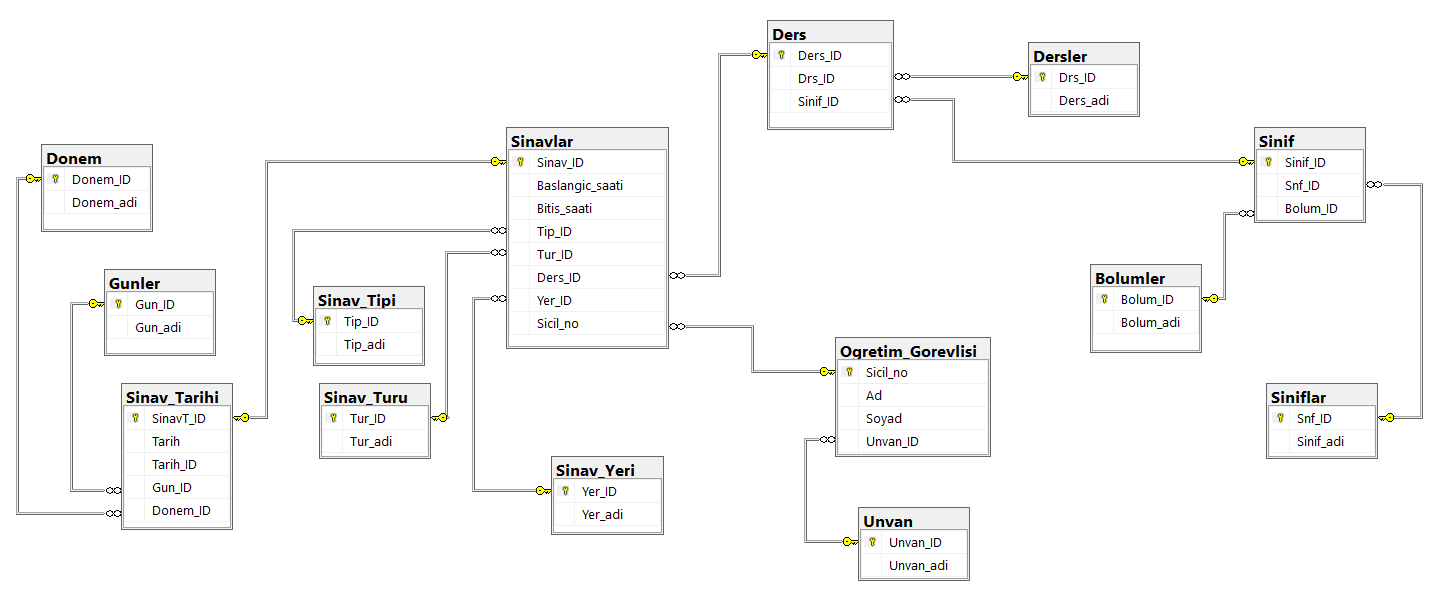 Ders
Ders_ID
Drs_ID
Sinif_ID
Dersler
Drs_ID
Ders_adi
Sinavlar
Sinav_ID
Baslangic_saati
Bitis_saati
Tip_ID
Tur_ID
Ders_ID
Yer_ID
Sicil_no
Sinif
Sinif_ID
Snf_ID
Bolum_ID
Donem
Donem_ID
Donem_adi
Gunler
Gun_ID
Gun_adi
Sinav_Tipi
Tip_ID
Tip_adi
Bolumler
Bolum_ID
Bolum_adi
Ogretim_Gorevlisi
Sicil_no
Ad
Soyad
Unvan_ID
Sinav_Tarihi
SinavT_ID
Tarih
Tarih_ID
Gun_ID
Donem_ID
Sinav_Turu
Tur_ID
Tur_adi
Siniflar
Snf_ID
Sinif_adi
Sinav_Yeri
Yer_ID
Yer_adi
Unvan
Unvan_ID
Unvan_adi